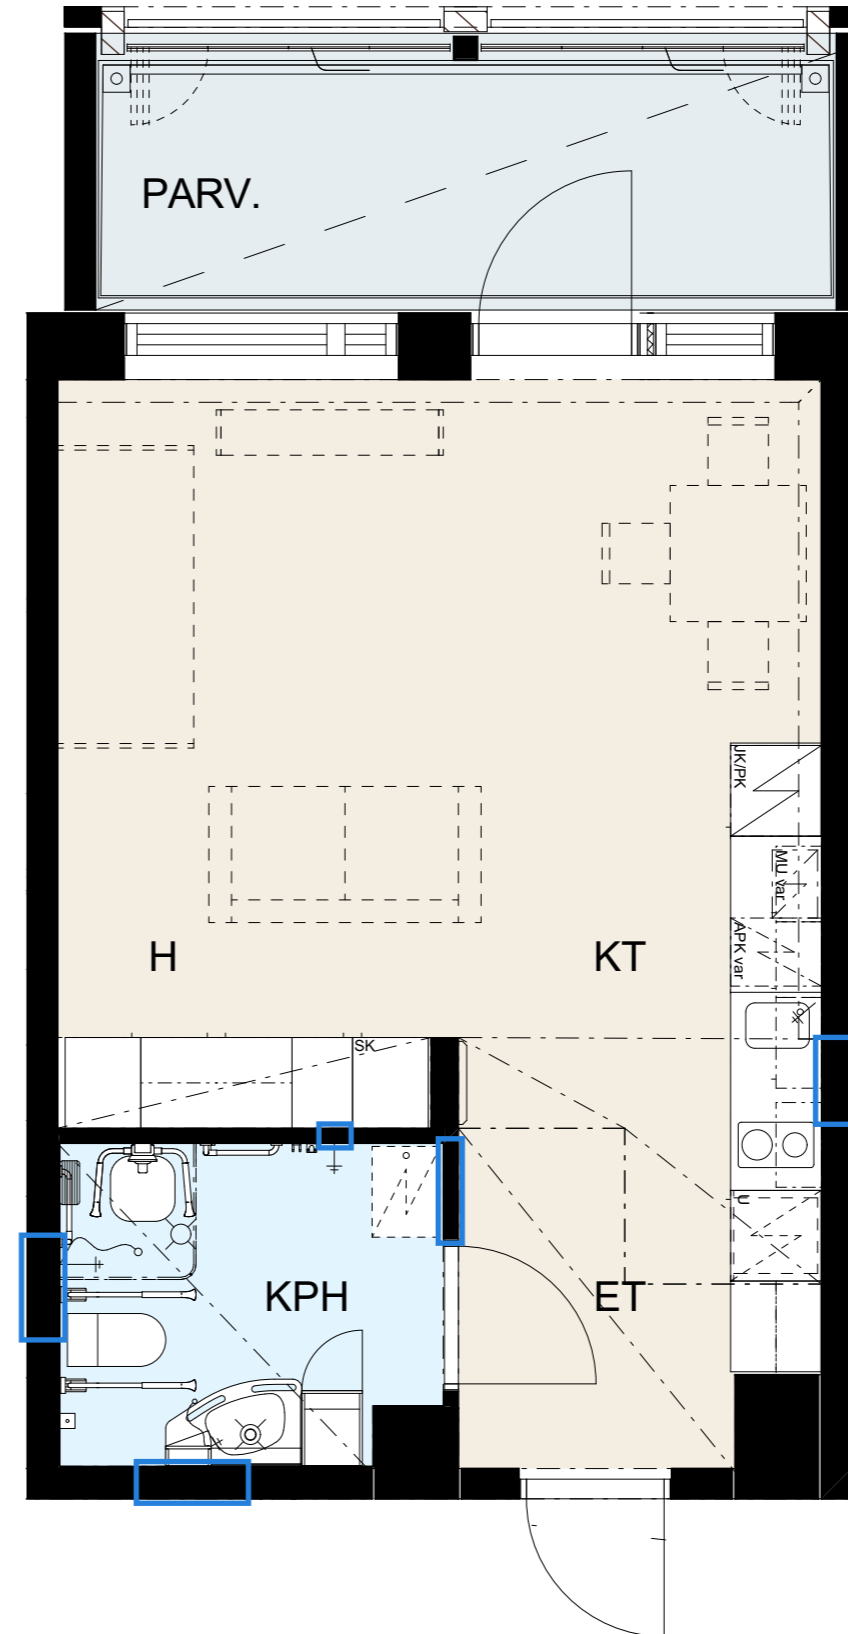 PARV.
JK/PK
MU var
APK var
H
KT
SK
U
KPH
ET